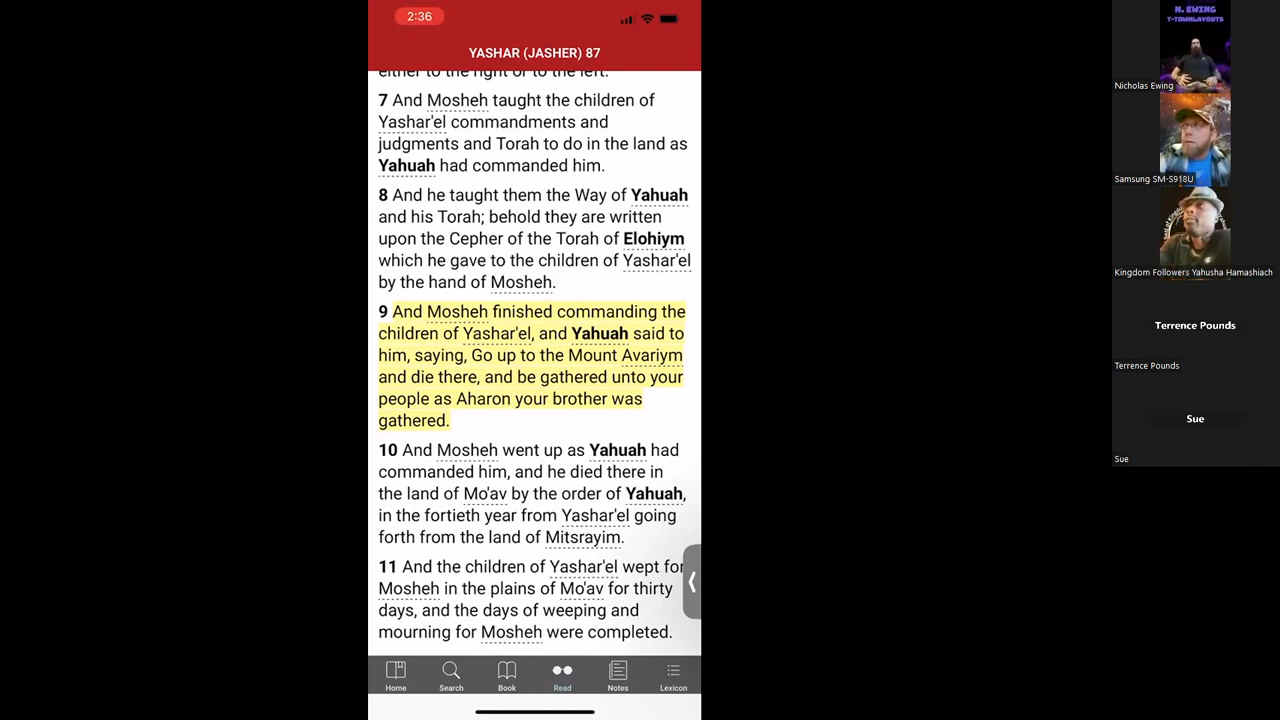 2:36
YASHAR (JASHER) 87
either to the right or to the left.
7 And Mosheh taught the children of
Yashar'el commandments and
judgments and Torah to do in the land as
Yahuah had commanded him.
8 And he taught them the Way of Yahuah
and his Torah; behold they are written
upon the Cepher of the Torah of Elohiym
which he gave to the children of Yashar'el
by the hand of Mosheh.
9 And Mosheh finished commanding the
children of Yashar'el, and Yahuah said to
him, saying, Go up to the Mount Avariym
and die there, and be gathered unto your
people as Aharon your brother was
gathered.
10 And Mosheh went up as Yahuah had
commanded him, and he died there in
the land of Mo'av by the order of Yahuah,
in the fortieth year from Yashar'el going
forth from the land of Mitsrayim.
11 And the children of Yashar'el wept for
Mosheh in the plains of Mo'av for thirty
days, and the days of weeping and
mourning for Mosheh were completed.
Home Search Book Read Notes Lexicon
N. EWING
T-TOWNLAYOUTS
Nicholas Ewing
Samsung SM-S918U
Kingdom Followers Yahusha Hamashiach
Terrence Pounds
Terrence Pounds
Sue
Sue